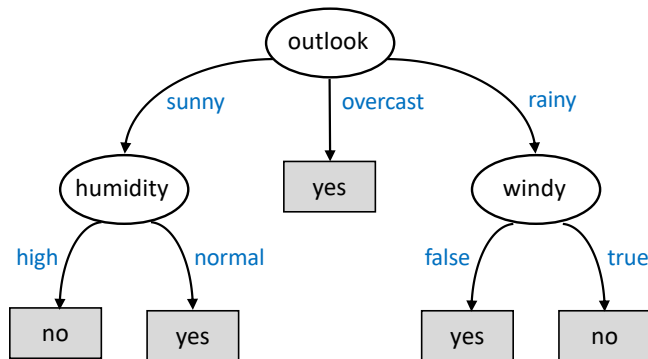 outlook
sunny
overcast
rainy
humidity
yes
windy
high
normal
false
true
no
yes
yes
no